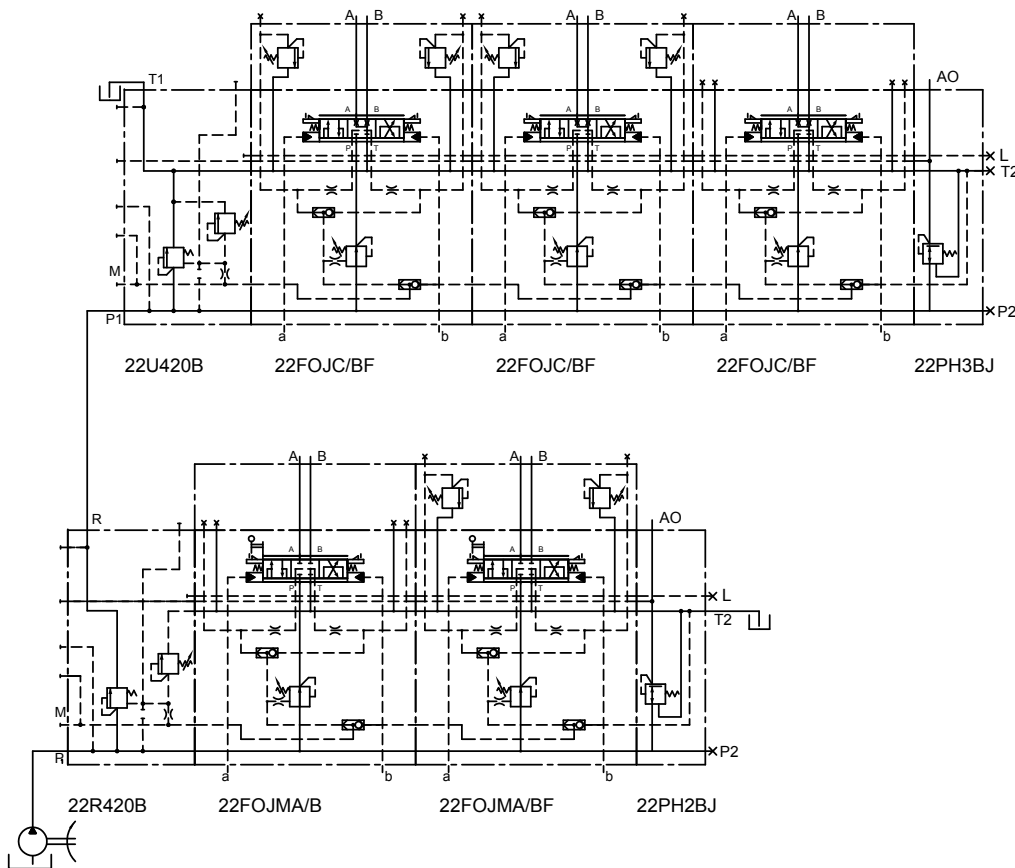 A B A B A B
T1 AO
A B A B A B
P T P T P T
L
T2
M
P1 P2
a b a b a b
22U420B 22FOJC/BF 22FOJC/BF 22FOJC/BF 22PH3BJ
A B A B
R AO
A B A B
P T P T
L
T2
M
R P2
a b a b
22R420B 22FOJMA/B 22FOJMA/BF 22PH2BJ